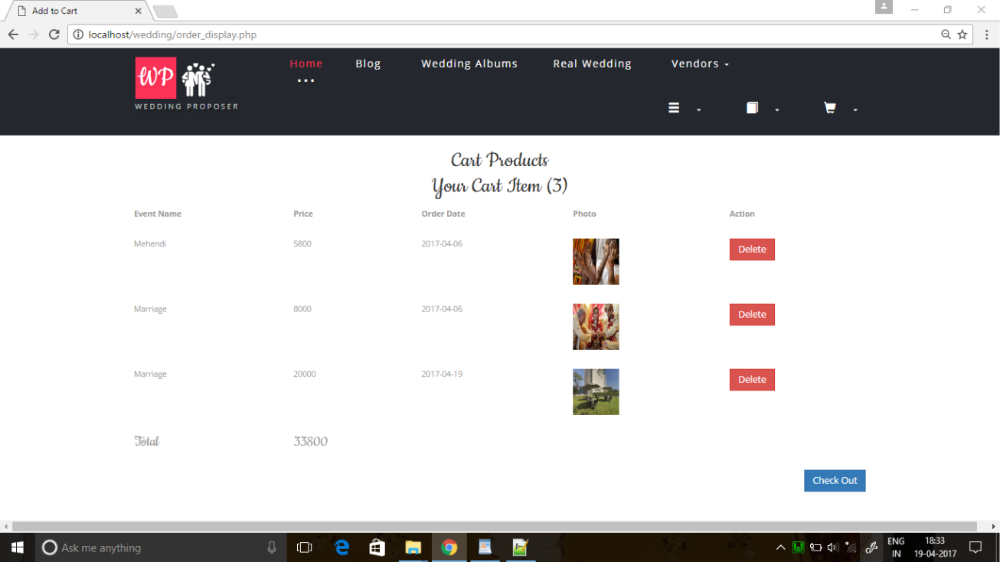 Add to Cart
localhost/wedding/order_display.php
WP
WEDDING PROPOSER
Home
Blog
Wedding Albums
Real Wedding
Vendors
Cart Products
Your Cart Item (3)
Event Name Price Order Date Photo Action
Mehendi 5800 2017-04-06 Delete
Marriage 8000 2017-04-06 Delete
Marriage 20000 2017-04-19 Delete
Total 33800
Check Out
Ask me anything
ENG 18:33
IN 19-04-2017